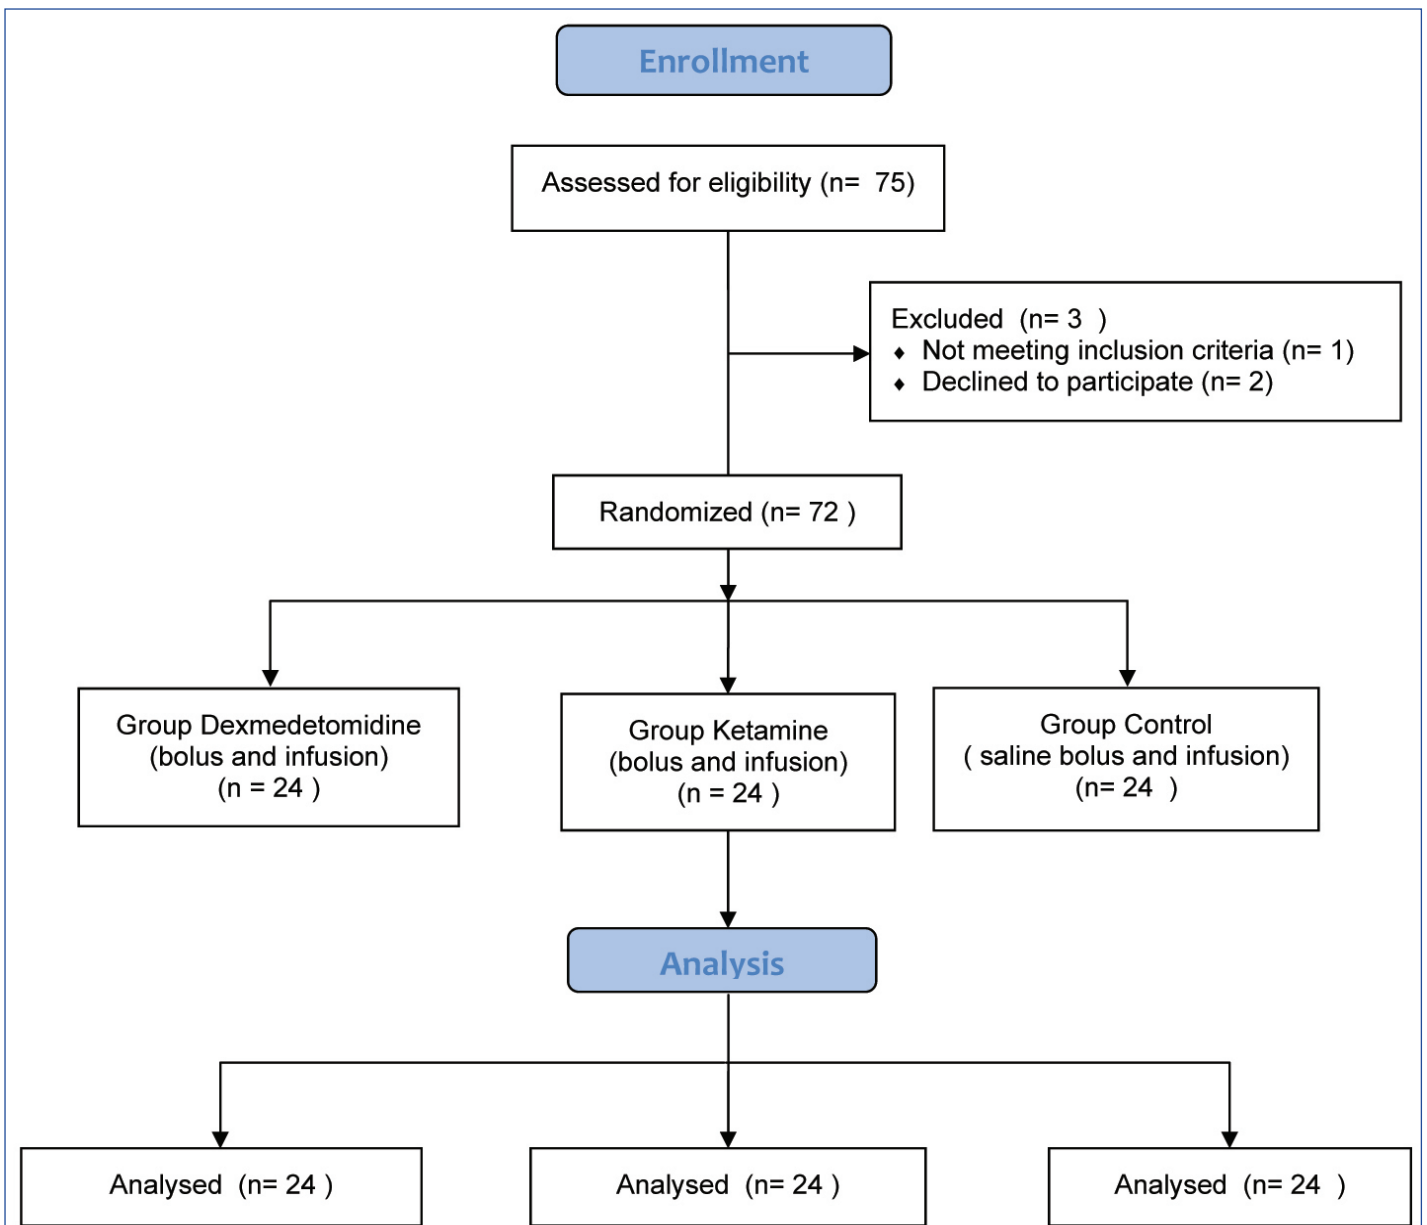 Enrollment
Assessed for eligibility (n=  75)
Excluded  (n= 3  )
♦ Not meeting inclusion criteria (n= 1)
♦ Declined to participate (n= 2)
Randomized (n= 72 )
Group Dexmedetomidine
(bolus and infusion)
(n = 24 )
Group Ketamine
(bolus and infusion)
(n = 24 )
Group Control
( saline bolus and infusion)
(n= 24  )
Analysis
Analysed  (n= 24 )
Analysed  (n= 24 )
Analysed  (n= 24  )